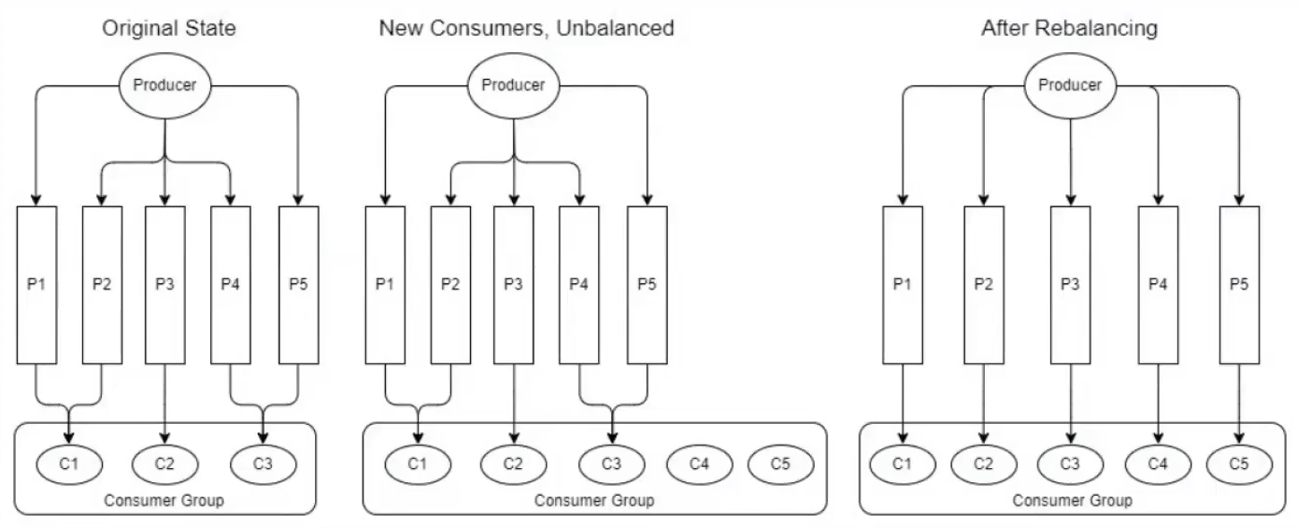 Original State
Producer
P1
P2
P3
P4
P5
C1
C2
C3
Consumer Group
New Consumers, Unbalanced
Producer
P1
P2
P3
P4
P5
C1
C2
C3
C4
C5
Consumer Group
After Rebalancing
Producer
P1
P2
P3
P4
P5
C1
C2
C3
C4
C5
Consumer Group